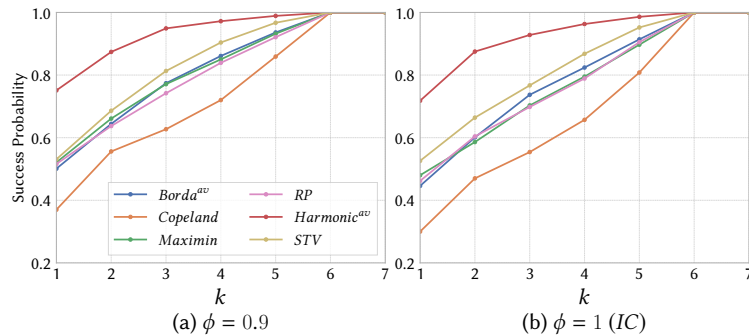 Success Probability
1.0
0.8
0.6
0.4
0.2
Borda^av RP
Copeland Harmonic^av
Maximin STV
1 2 3 4 5 6 7
k
(a) ϕ = 0.9
1.0
0.8
0.6
0.4
0.2
1 2 3 4 5 6 7
k
(b) ϕ = 1 (IC)